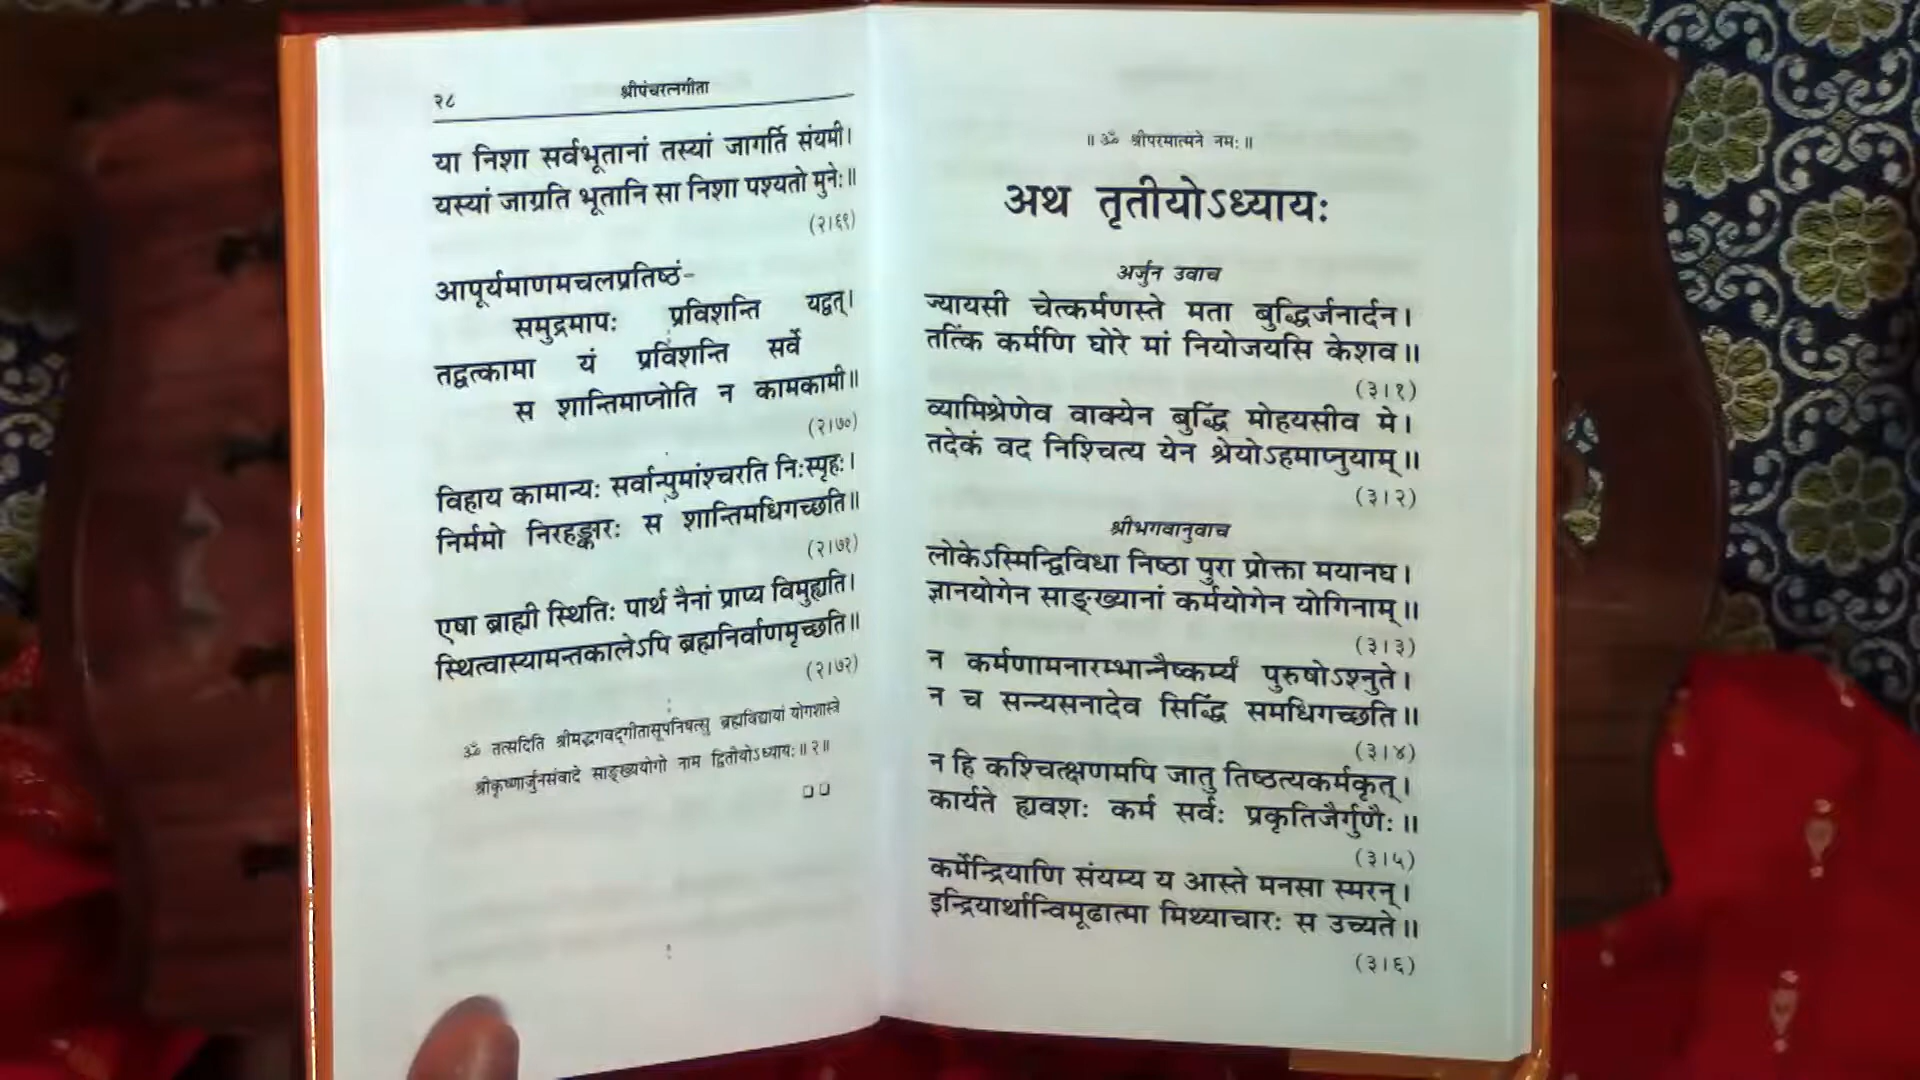 २८
श्रीपंचरत्नगीता
या निशा सर्वभूतानां तस्यां जागर्ति संयमी।
यस्यां जाग्रति भूतानि सा निशा पश्यतो मुनेः॥
(२।६९)
आपूर्यमाणमचलप्रतिष्ठं-
समुद्रमापः प्रविशन्ति यद्वत्।
तद्वत्कामा यं प्रविशन्ति सर्वे
स शान्तिमाप्नोति न कामकामी॥
(२।७०)
विहाय कामान्यः सर्वान्पुमांश्चरति निःस्पृहः।
निर्ममो निरहङ्कारः स शान्तिमधिगच्छति॥
(२।७१)
एषा ब्राह्मी स्थितिः पार्थ नैनां प्राप्य विमुह्यति।
स्थित्वास्यामन्तकालेऽपि ब्रह्मनिर्वाणमृच्छति॥
(२।७२)
ॐ तत्सदिति श्रीमद्भगवद्‌गीतासूपनिषत्सु ब्रह्मविद्यायां योगशास्त्रे
श्रीकृष्णार्जुनसंवादे साङ्ख्ययोगो नाम द्वितीयोऽध्यायः॥२॥
॥ॐ श्रीपरमात्मने नमः॥
अथ तृतीयोऽध्यायः
अर्जुन उवाच
ज्यायसी चेत्कर्मणस्ते मता बुद्धिर्जनार्दन।
तत्किं कर्मणि घोरे मां नियोजयसि केशव॥
(३।१)
व्यामिश्रेणेव वाक्येन बुद्धिं मोहयसीव मे।
तदेकं वद निश्चित्य येन श्रेयोऽहमाप्नुयाम्॥
(३।२)
श्रीभगवानुवाच
लोकेऽस्मिन्द्विविधा निष्ठा पुरा प्रोक्ता मयानघ।
ज्ञानयोगेन साङ्ख्यानां कर्मयोगेन योगिनाम्॥
(३।३)
न कर्मणामनारम्भान्नैष्कर्म्यं पुरुषोऽश्नुते।
न च सन्न्यसनादेव सिद्धिं समधिगच्छति॥
(३।४)
न हि कश्चित्क्षणमपि जातु तिष्ठत्यकर्मकृत्।
कार्यते ह्यवशः कर्म सर्वः प्रकृतिजैर्गुणैः॥
(३।५)
कर्मेन्द्रियाणि संयम्य य आस्ते मनसा स्मरन्।
इन्द्रियार्थान्विमूढात्मा मिथ्याचारः स उच्यते॥
(३।६)